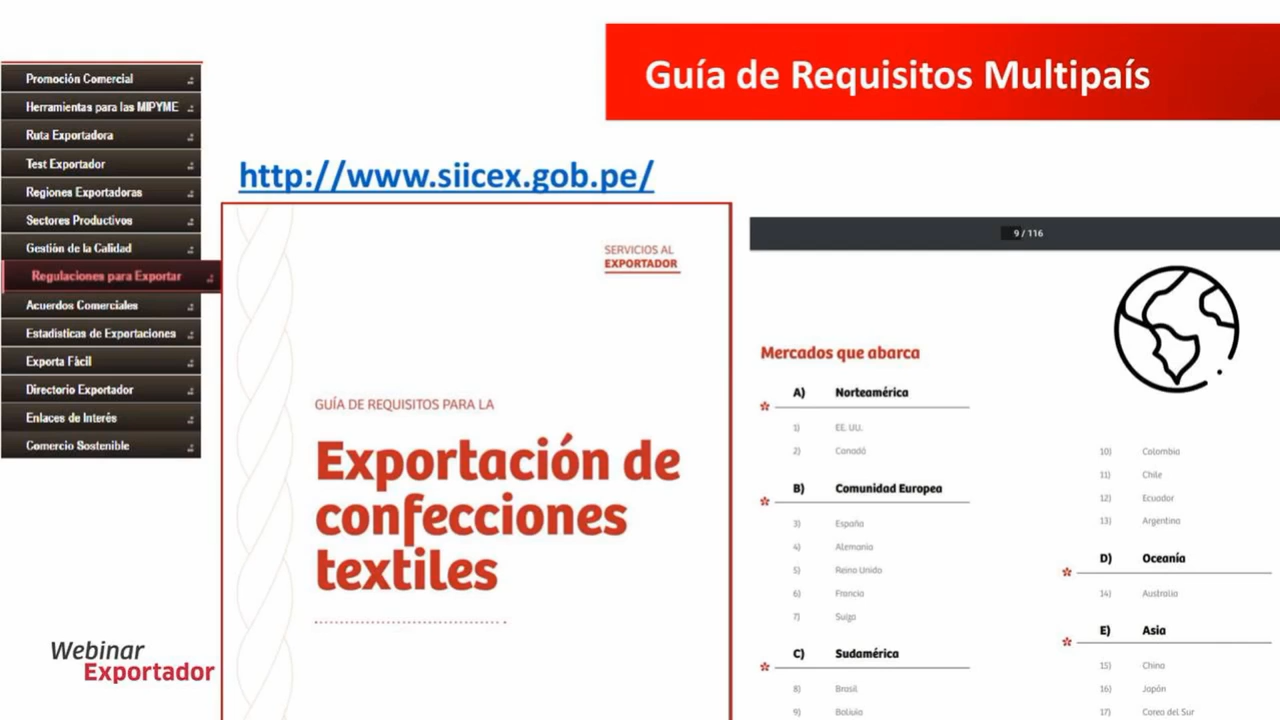 Guía de Requisitos Multipaís
Promoción Comercial
Herramientas para las MIPYME
Ruta Exportadora
Test Exportador
Regiones Exportadoras
Sectores Productivos
Gestión de la Calidad
Regulaciones para Exportar
Acuerdos Comerciales
Estadísticas de Exportaciones
Exporta Fácil
Directorio Exportador
Enlaces de Interés
Comercio Sostenible
http://www.siicex.gob.pe/
SERVICIOS AL
EXPORTADOR
GUÍA DE REQUISITOS PARA LA
Exportación de
confecciones
textiles
9 / 116
Mercados que abarca
A) Norteamérica
1) EE. UU.
2) Canadá
B) Comunidad Europea
3) España
4) Alemania
5) Reino Unido
6) Francia
7) Suiza
C) Sudamérica
8) Brasil
9) Bolivia
10) Colombia
11) Chile
12) Ecuador
13) Argentina
D) Oceanía
14) Australia
E) Asia
15) China
16) Japón
17) Corea del Sur
Webinar
Exportador